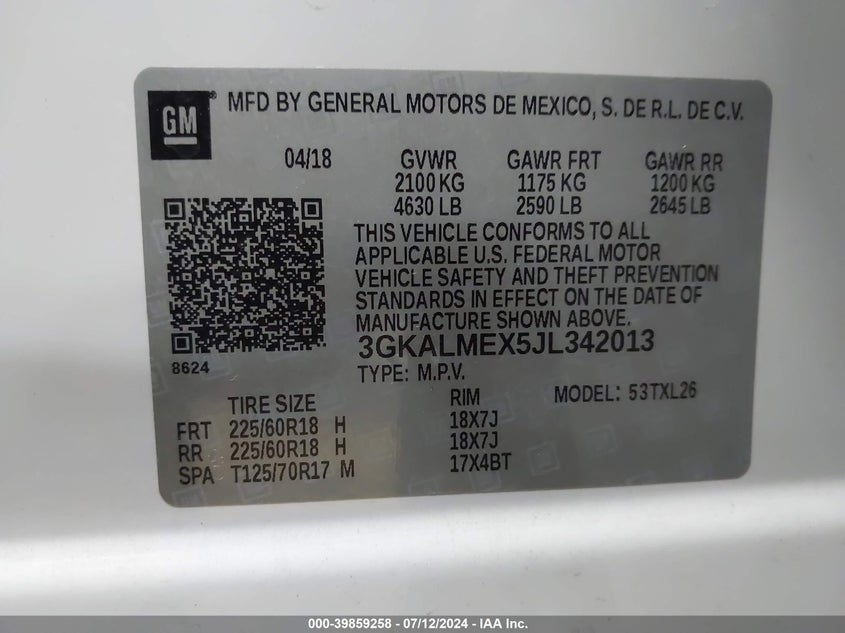 GM ® MFD BY GENERAL MOTORS DE MEXICO, S. DE R.L. DE C.V.
04/18 GVWR GAWR FRT GAWR RR
2100 KG 1175 KG 1200 KG
4630 LB 2590 LB 2645 LB
THIS VEHICLE CONFORMS TO ALL
APPLICABLE U.S. FEDERAL MOTOR
VEHICLE SAFETY AND THEFT PREVENTION
STANDARDS IN EFFECT ON THE DATE OF
MANUFACTURE SHOWN ABOVE.
3GKALMEX5JL342013
8624
TYPE: M.P.V.
TIRE SIZE RIM MODEL: 53TXL26
FRT 225/60R18 H 18X7J
RR 225/60R18 H 18X7J
SPA T125/70R17 M 17X4BT
000-39859258 - 07/12/2024 - IAA Inc.